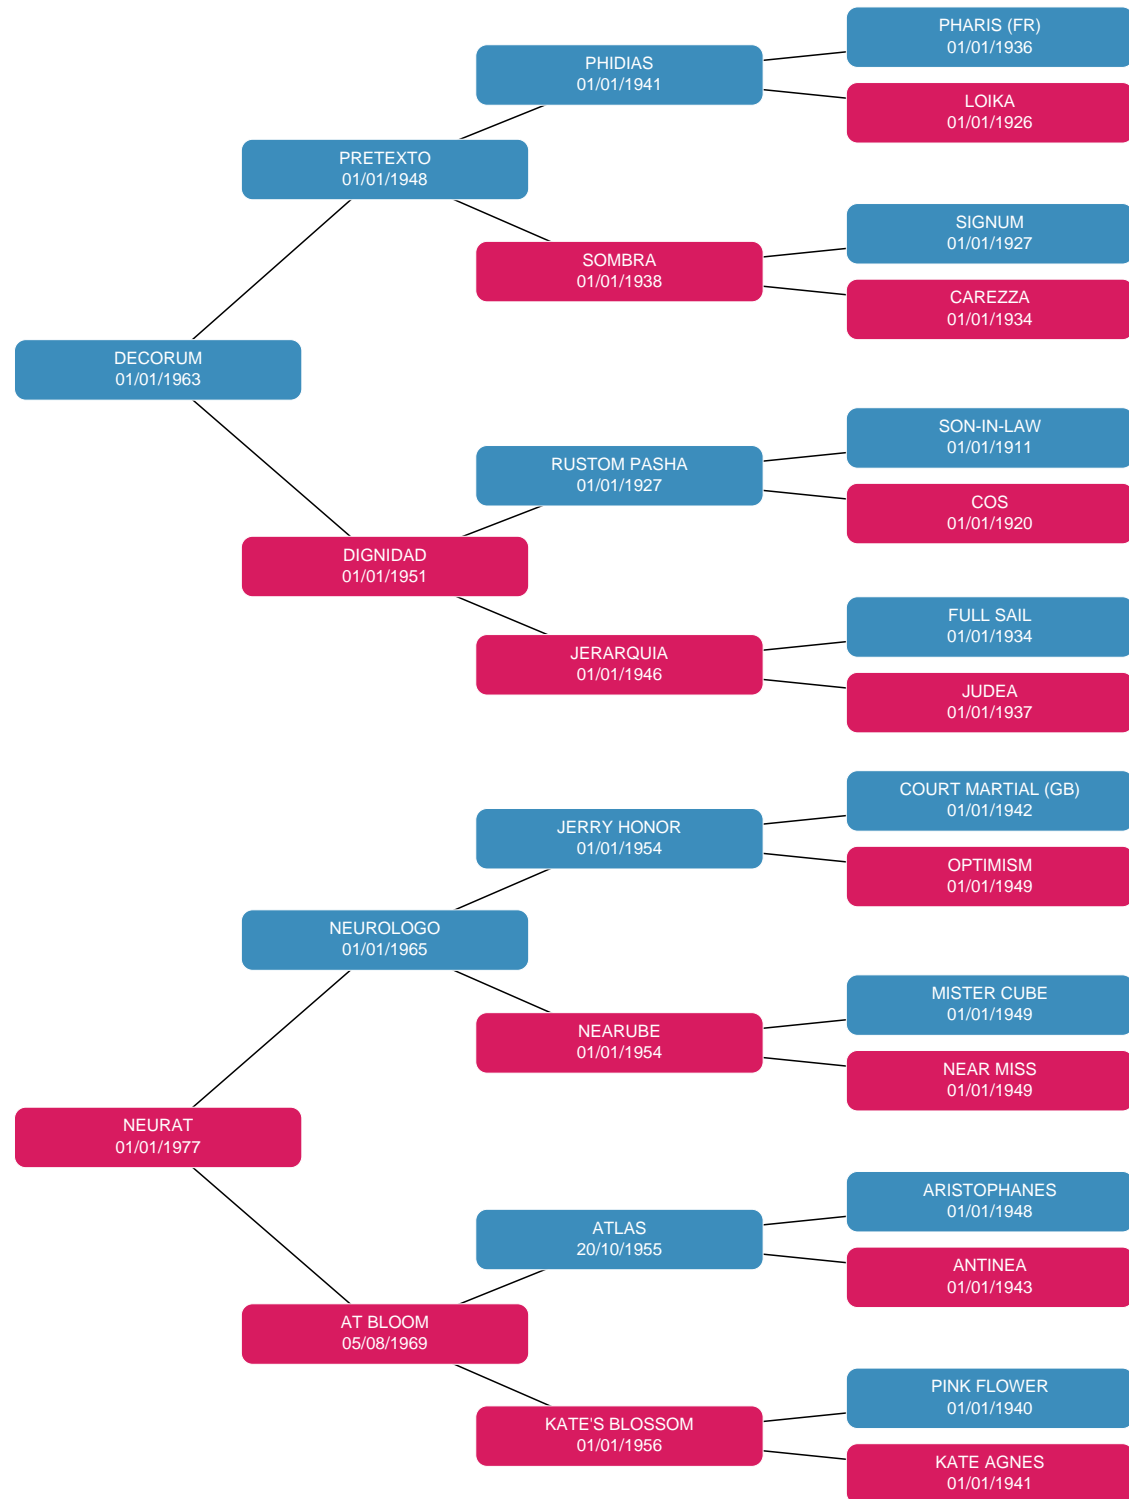 PHARIS (FR)
01/01/1936
PHIDIAS
01/01/1941
LOIKA
01/01/1926
PRETEXTO
01/01/1948
SIGNUM
01/01/1927
SOMBRA
01/01/1938
CAREZZA
01/01/1934
DECORUM
01/01/1963
SON-IN-LAW
01/01/1911
RUSTOM PASHA
01/01/1927
COS
01/01/1920
DIGNIDAD
01/01/1951
FULL SAIL
01/01/1934
JERARQUIA
01/01/1946
JUDEA
01/01/1937
COURT MARTIAL (GB)
01/01/1942
JERRY HONOR
01/01/1954
OPTIMISM
01/01/1949
NEUROLOGO
01/01/1965
MISTER CUBE
01/01/1949
NEARUBE
01/01/1954
NEAR MISS
01/01/1949
NEURAT
01/01/1977
ARISTOPHANES
01/01/1948
ATLAS
20/10/1955
ANTINEA
01/01/1943
AT BLOOM
05/08/1969
PINK FLOWER
01/01/1940
KATE'S BLOSSOM
01/01/1956
KATE AGNES
01/01/1941